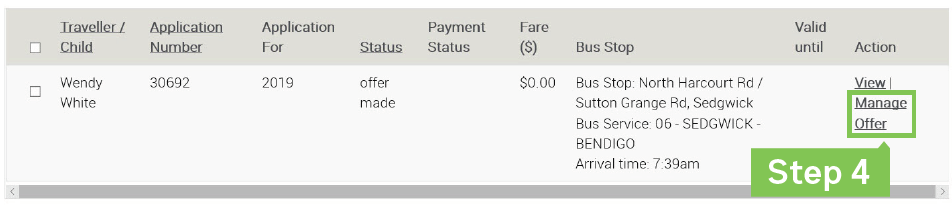 Traveller / Application Application Payment Fare Valid
Child Number For Status Status ($) Bus Stop until Action
Wendy 30692 2019 offer $0.00 Bus Stop: North Harcourt Rd / View |
White made Sutton Grange Rd, Sedgwick Manage
Bus Service: 06 - SEDGWICK - Offer
BENDIGO
Arrival time: 7:39am
Step 4